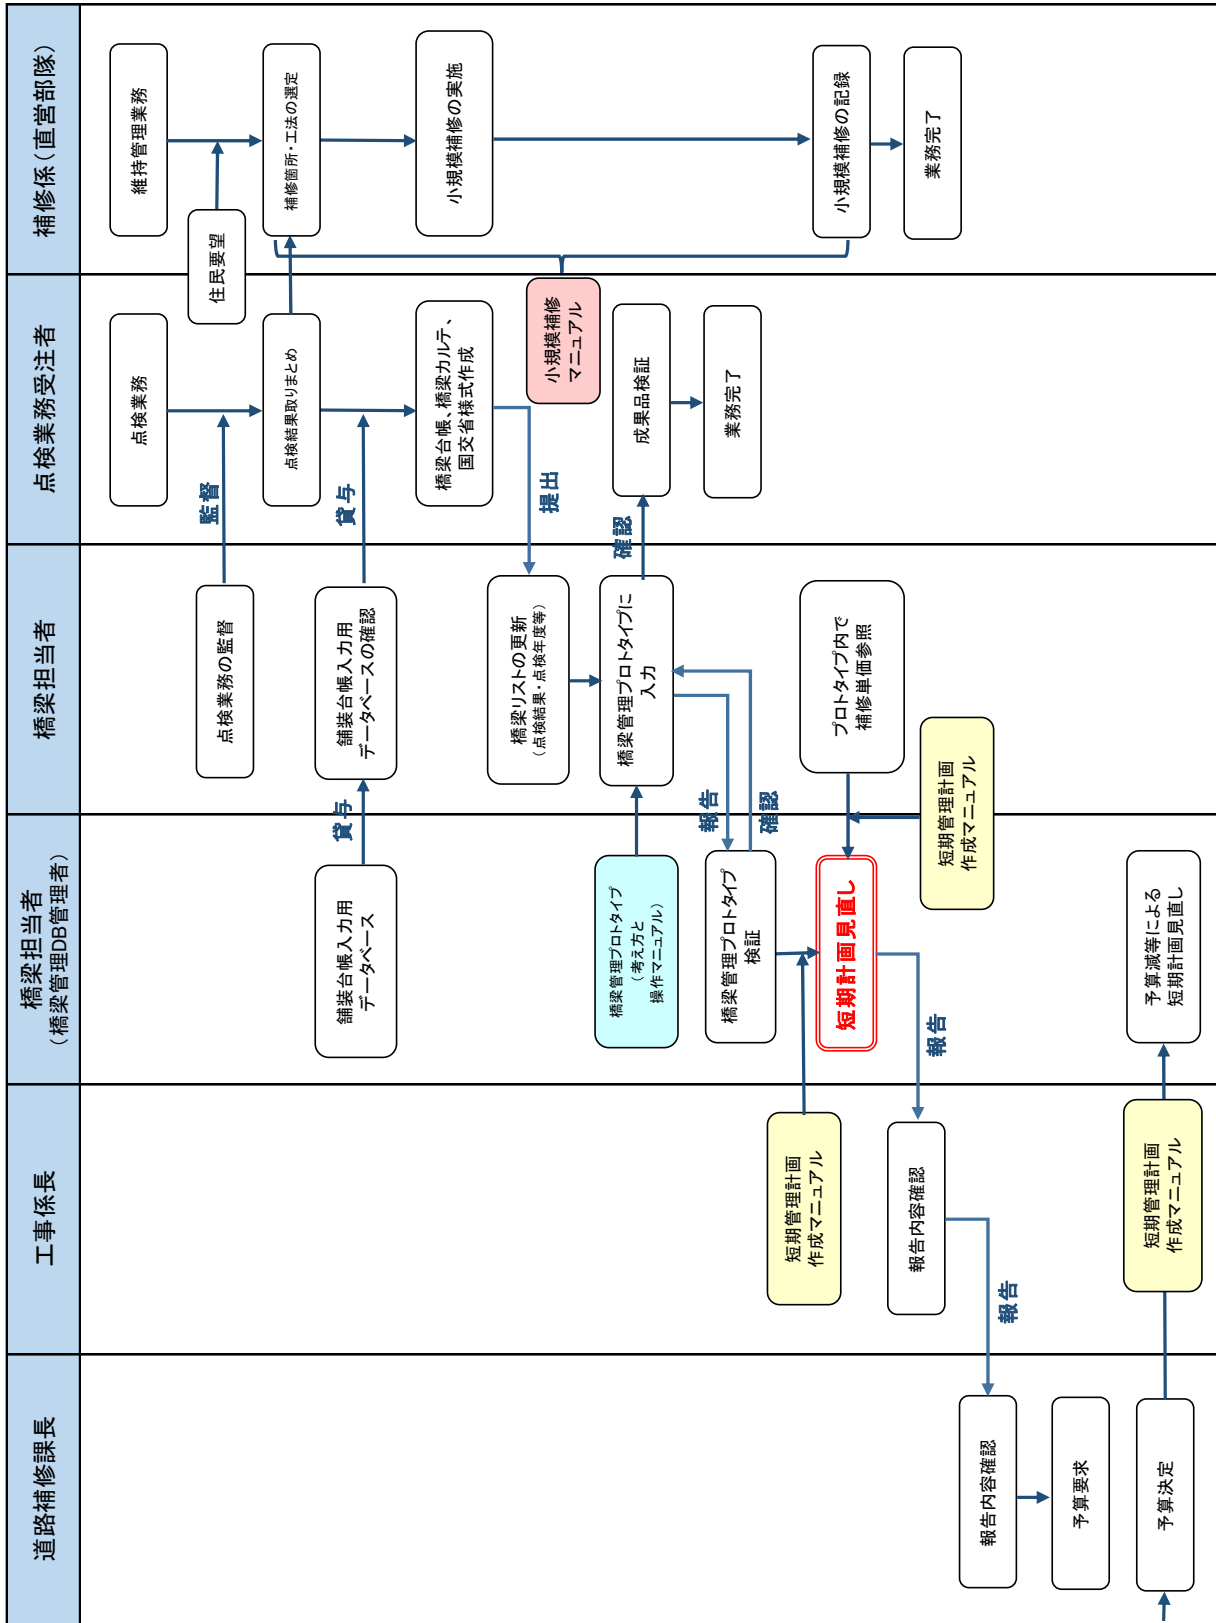 道路補修課長
工事係長
橋梁担当者
（橋梁管理DB管理者）
橋梁担当者
点検業務受注者
補修係（直営部隊）
維持管理業務
住民要望
補修箇所・工法の選定
小規模補修の実施
小規模補修の記録
業務完了
点検業務
点検結果取りまとめ
橋梁台帳、橋梁カルテ、
国交省様式作成
小規模補修
マニュアル
成果品検証
業務完了
監督
貸与
提出
確認
点検業務の監督
舗装台帳入力用
データベースの確認
橋梁リストの更新
（点検結果・点検年度等）
橋梁管理プロトタイプに
入力
プロトタイプ内で
補修単価参照
短期管理計画
作成マニュアル
貸与
報告
確認
舗装台帳入力用
データベース
橋梁管理プロトタイプ
（考え方と
操作マニュアル）
橋梁管理プロトタイプ
検証
短期計画見直し
報告
予算減等による
短期計画見直し
短期管理計画
作成マニュアル
報告内容確認
報告
短期管理計画
作成マニュアル
報告内容確認
予算要求
予算決定